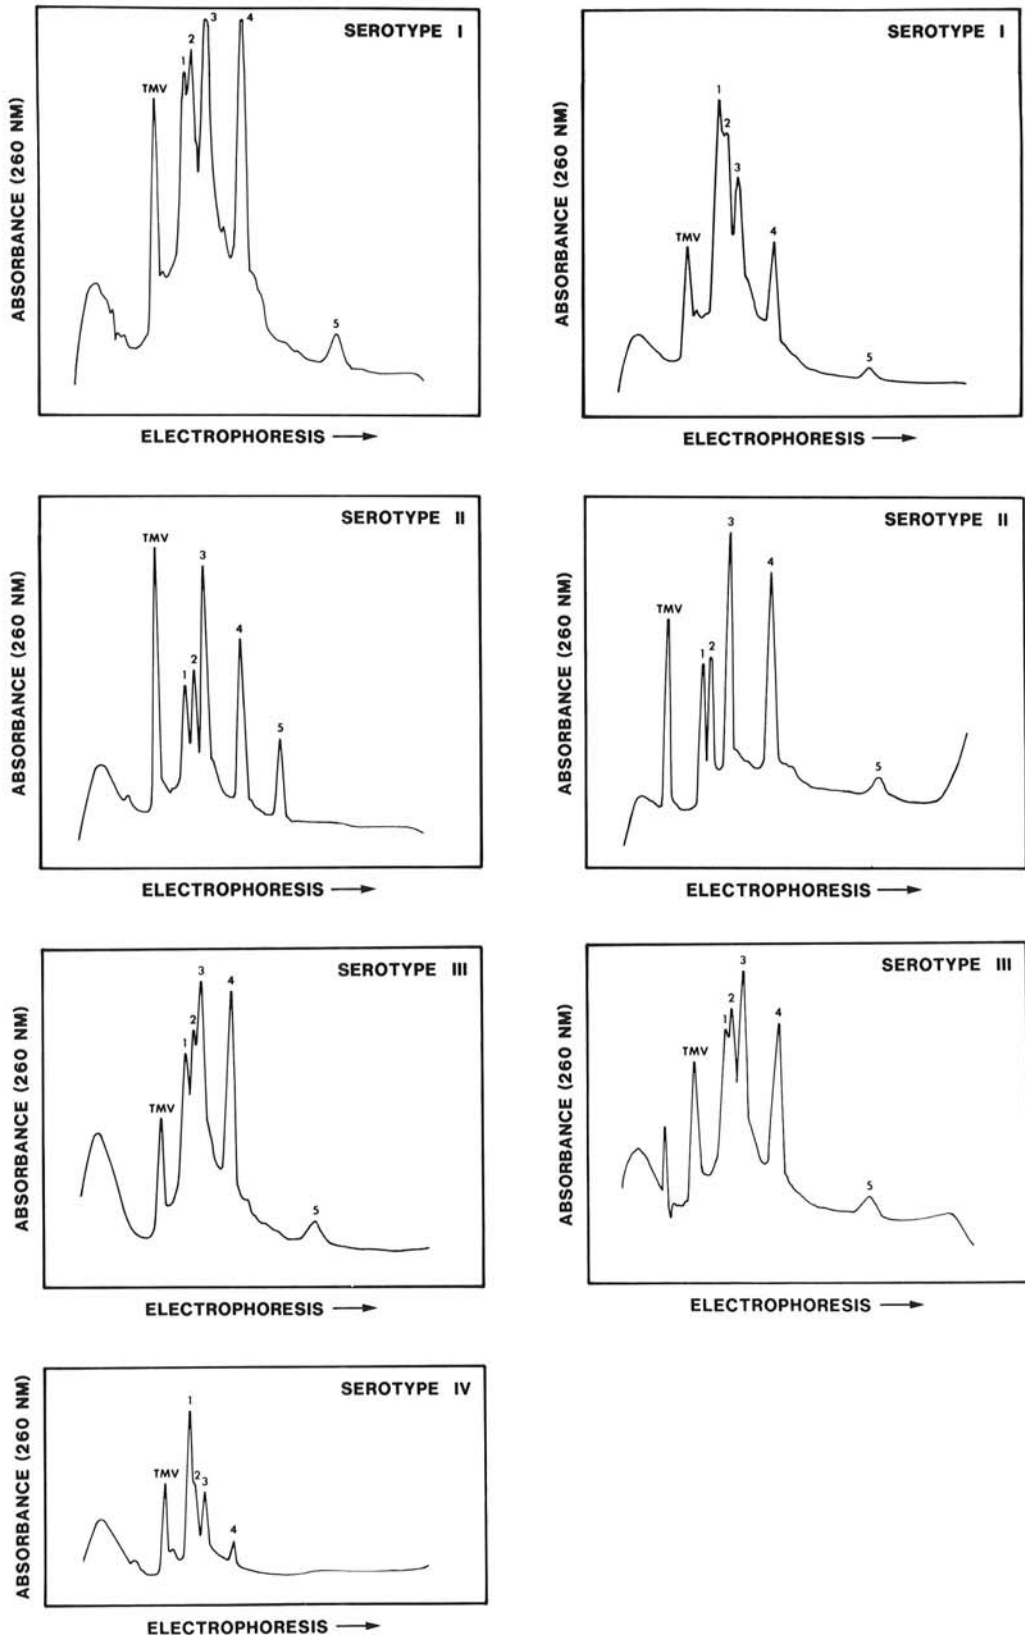 SEROTYPE I
TMV
1
2
3
4
5
ABSORBANCE (260 NM)
ELECTROPHORESIS
SEROTYPE I
TMV
1
2
3
4
5
ABSORBANCE (260 NM)
ELECTROPHORESIS
SEROTYPE II
TMV
1
2
3
4
5
ABSORBANCE (260 NM)
ELECTROPHORESIS
SEROTYPE II
TMV
1
2
3
4
5
ABSORBANCE (260 NM)
ELECTROPHORESIS
SEROTYPE III
TMV
1
2
3
4
5
ABSORBANCE (260 NM)
ELECTROPHORESIS
SEROTYPE III
TMV
1
2
3
4
5
ABSORBANCE (260 NM)
ELECTROPHORESIS
SEROTYPE IV
TMV
1
2
3
4
ABSORBANCE (260 NM)
ELECTROPHORESIS